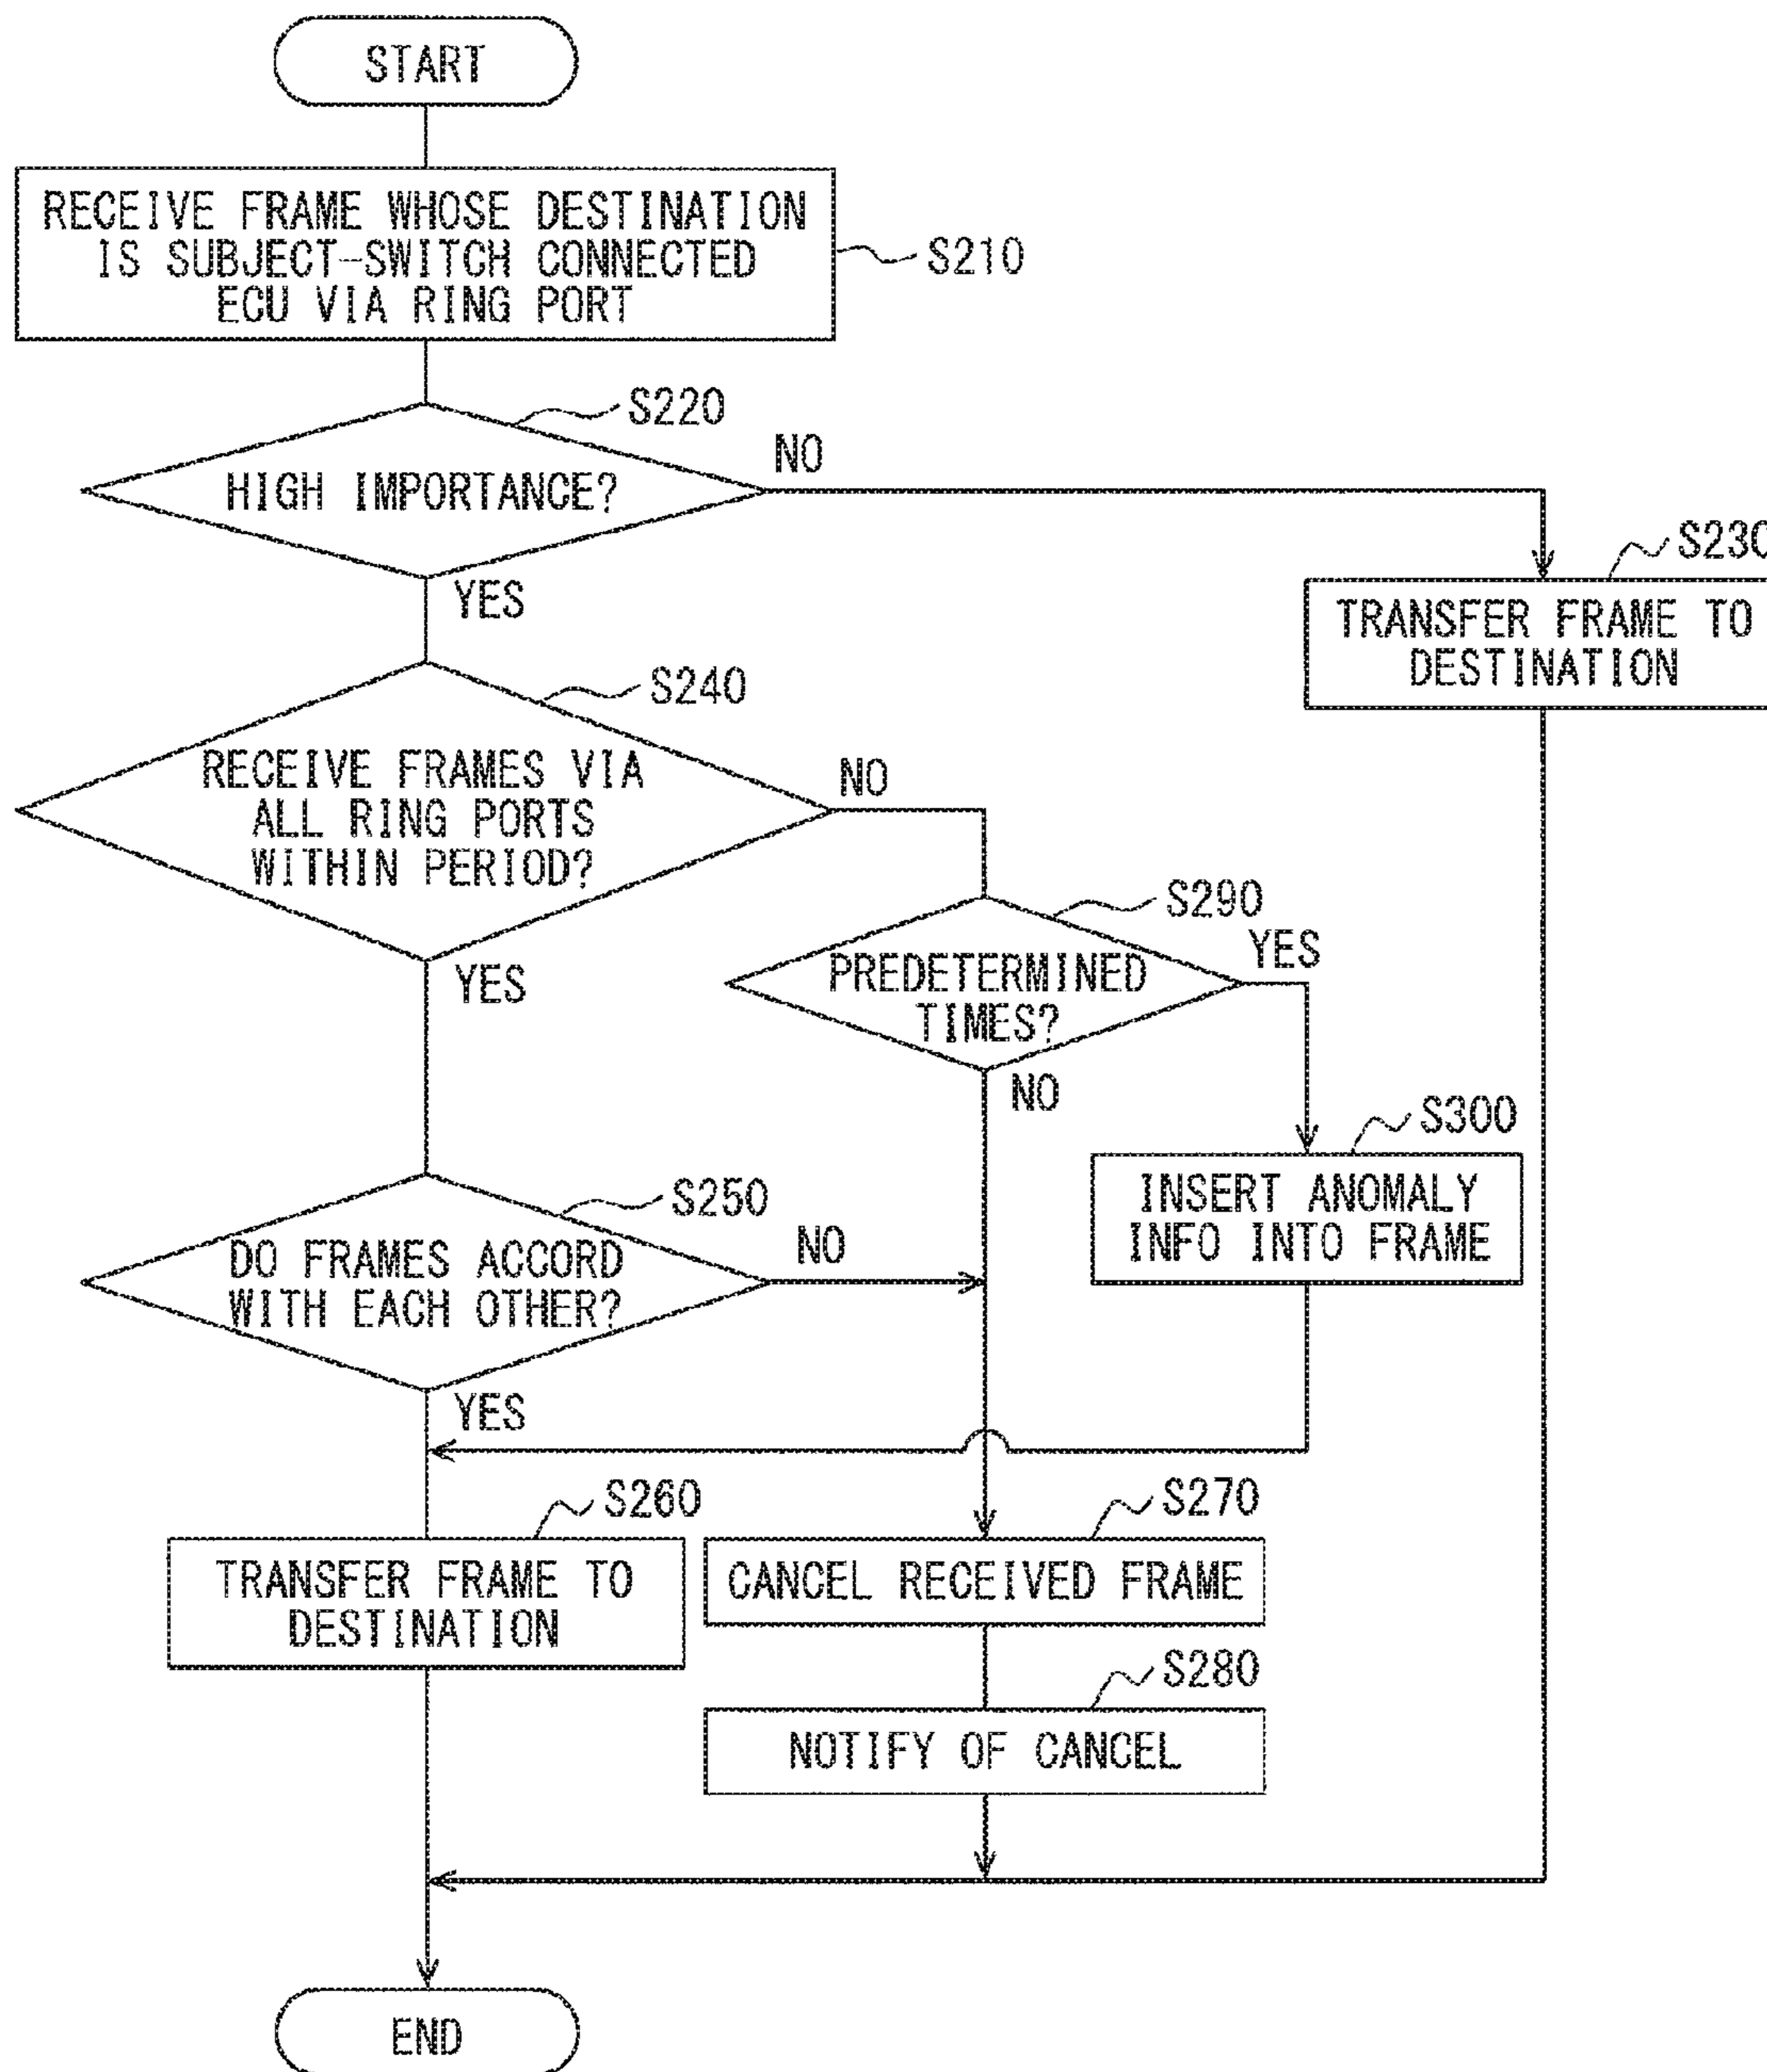 START
RECEIVE FRAME WHOSE DESTINATION
IS SUBJECT-SWITCH CONNECTED
ECU VIA RING PORT
S210
S220
HIGH IMPORTANCE?
NO
YES
S230
TRANSFER FRAME TO
DESTINATION
S240
RECEIVE FRAMES VIA
ALL RING PORTS
WITHIN PERIOD?
NO
YES
S290
PREDETERMINED
TIMES?
YES
NO
S300
INSERT ANOMALY
INFO INTO FRAME
S250
DO FRAMES ACCORD
WITH EACH OTHER?
NO
YES
S260
TRANSFER FRAME TO
DESTINATION
S270
CANCEL RECEIVED FRAME
S280
NOTIFY OF CANCEL
END